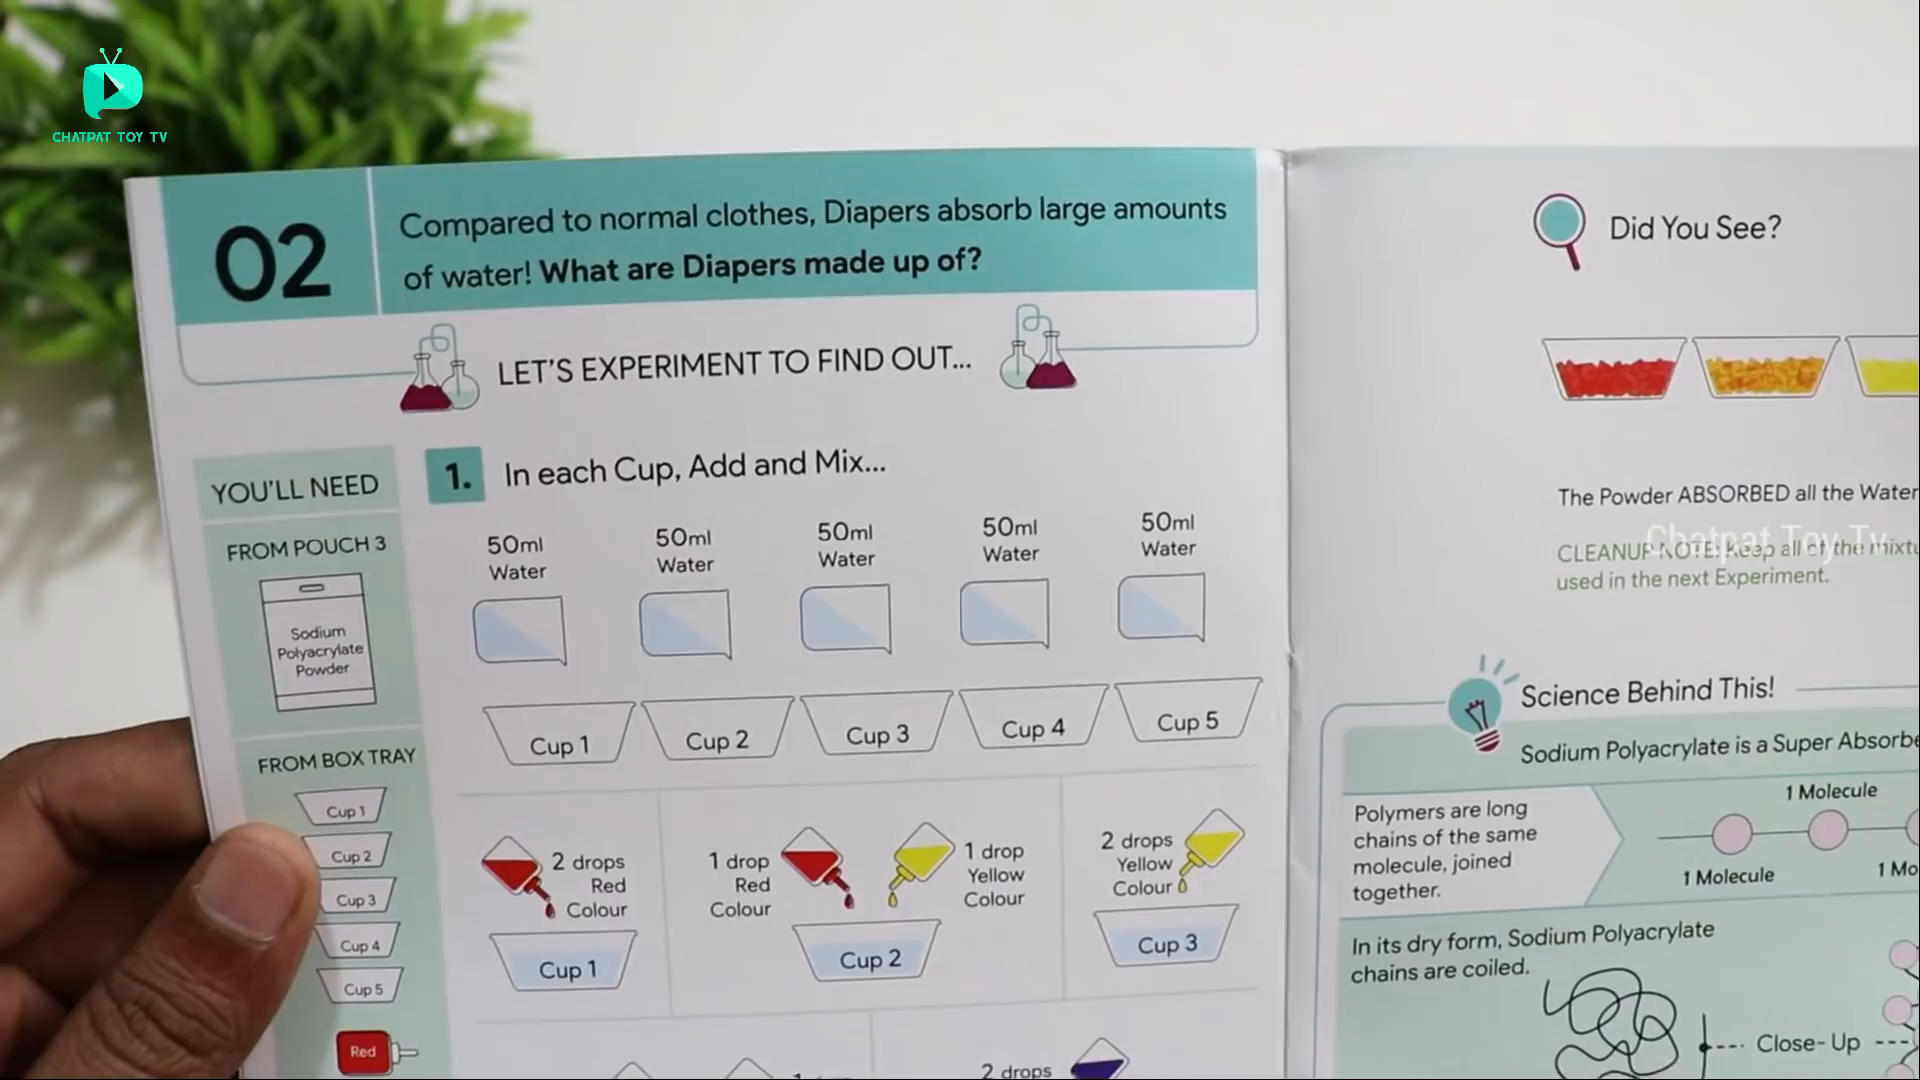 CHATPAT TOY TV
02
Compared to normal clothes, Diapers absorb large amounts
of water! What are Diapers made up of?
LET'S EXPERIMENT TO FIND OUT...
YOU'LL NEED
FROM POUCH 3
Sodium
Polyacrylate
Powder
FROM BOX TRAY
Cup 1
Cup 2
Cup 3
Cup 4
Cup 5
Red
1. In each Cup, Add and Mix...
50ml
Water
50ml
Water
50ml
Water
50ml
Water
50ml
Water
Cup 1
Cup 2
Cup 3
Cup 4
Cup 5
2 drops
Red
Colour
Cup 1
1 drop
Red
Colour
1 drop
Yellow
Colour
Cup 2
2 drops
Yellow
Colour
Cup 3
2 drops
Did You See?
The Powder ABSORBED all the Water
Chatpat Toy Tv
CLEANUP NOTE: Keep all of the
used in the next Experiment.
Science Behind This!
Sodium Polyacrylate is a Super
Polymers are long
chains of the same
molecule, joined
together.
1 Molecule
1 Molecule
1
In its dry form, Sodium Polyacrylate
chains are coiled.
Close-Up